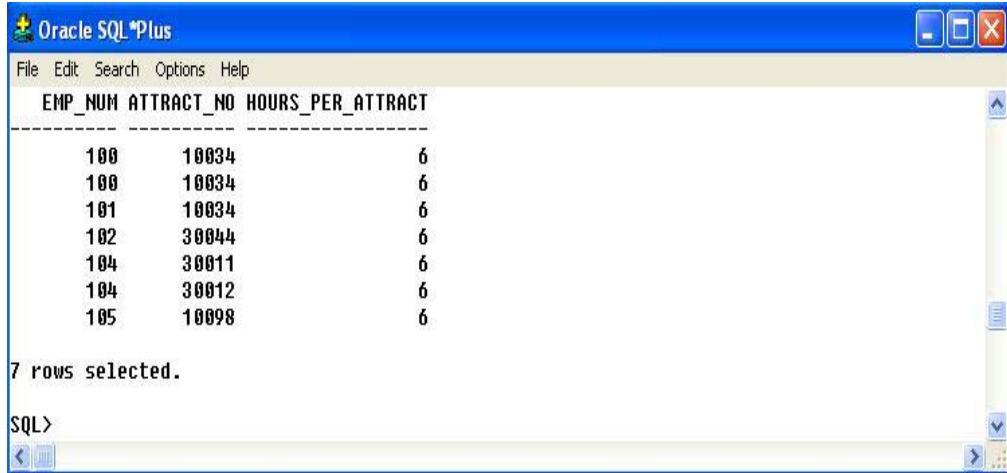 Oracle SQL*Plus
File Edit Search Options Help
EMP_NUM ATTRACT_NO HOURS_PER_ATTRACT
---------- ---------- -----------------
100 10034 6
100 10034 6
101 10034 6
102 30044 6
104 30011 6
104 30012 6
105 10098 6
7 rows selected.
SQL>